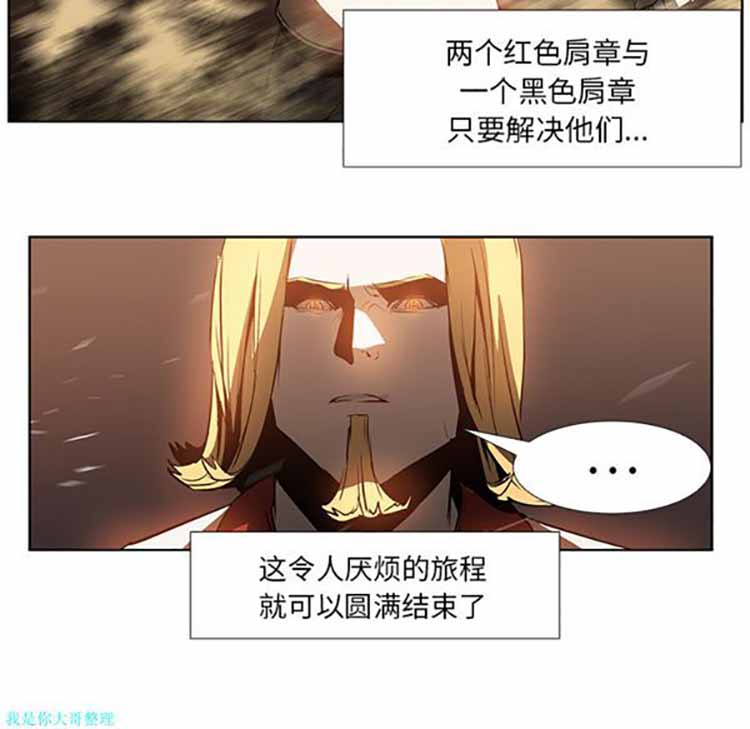 两个红色肩章与
一个黑色肩章
只要解决他们...
...
这令人厌烦的旅程
就可以圆满结束了
我是你大哥整理